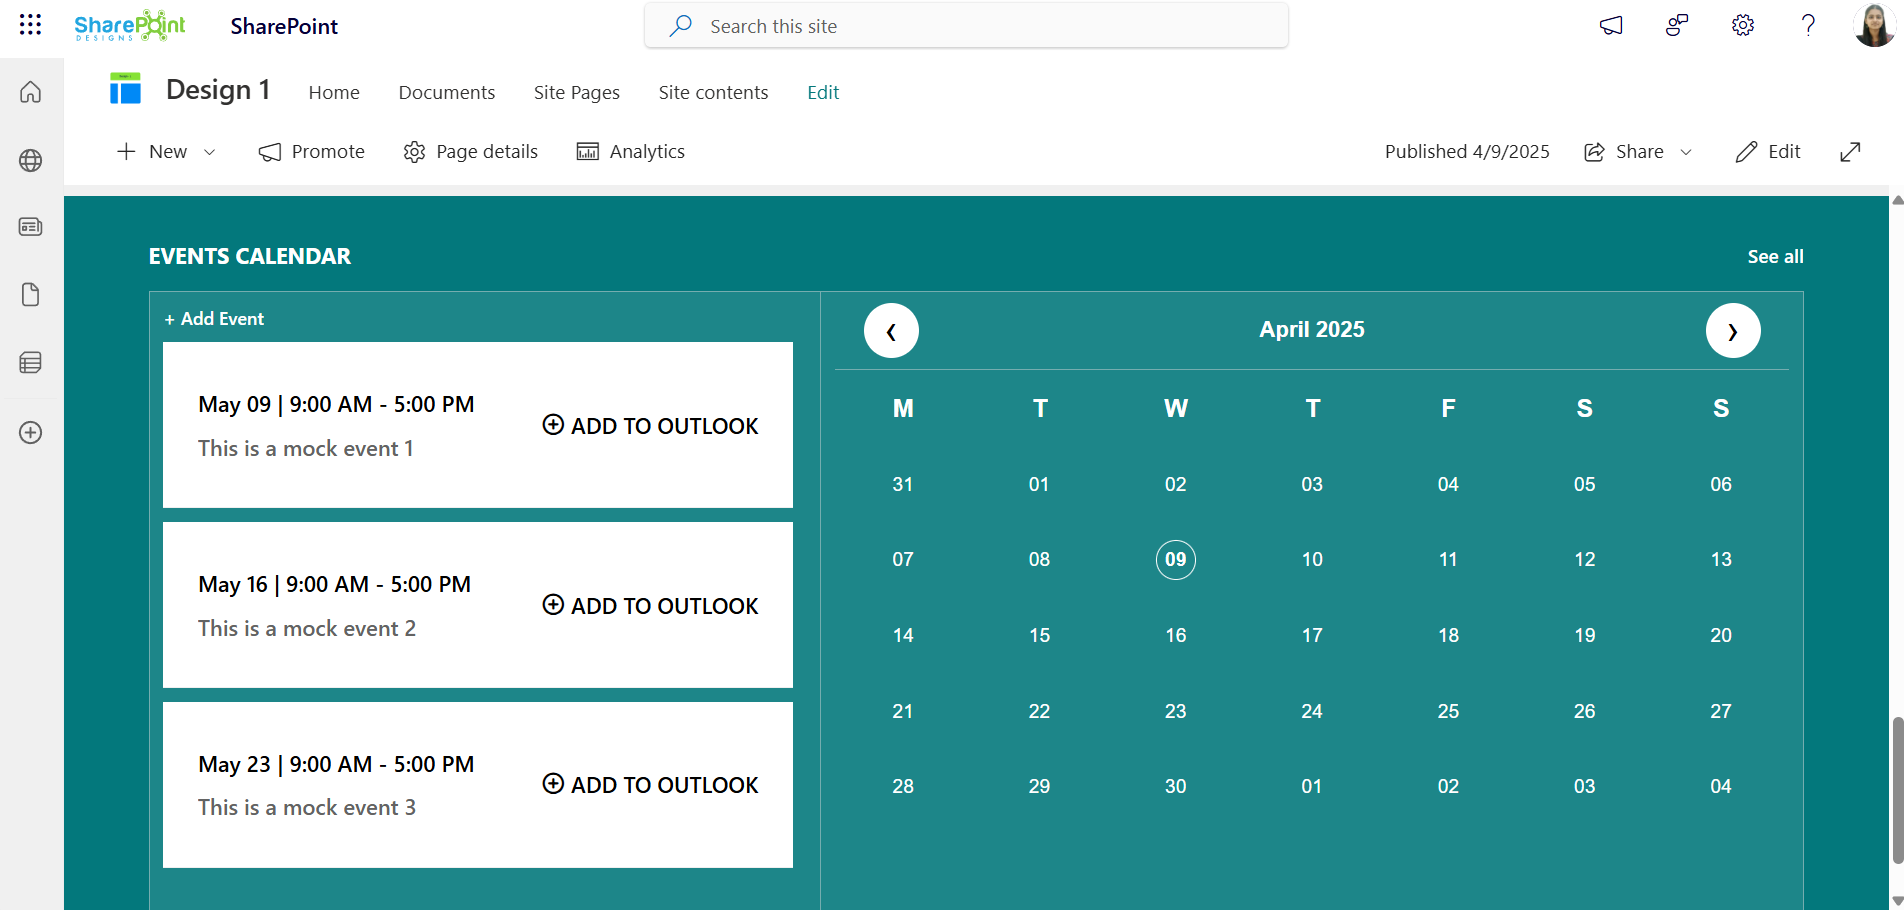 SharePoint
DESIGNS
SharePoint
Search this site
?
Design 1
Home
Documents
Site Pages
Site contents
Edit
New
Promote
Page details
Analytics
Published 4/9/2025
Share
Edit
EVENTS CALENDAR
See all
+ Add Event
May 09 | 9:00 AM - 5:00 PM
This is a mock event 1
ADD TO OUTLOOK
May 16 | 9:00 AM - 5:00 PM
This is a mock event 2
ADD TO OUTLOOK
May 23 | 9:00 AM - 5:00 PM
This is a mock event 3
ADD TO OUTLOOK
‹ April 2025 ›
M T W T F S S
31 01 02 03 04 05 06
07 08 09 10 11 12 13
14 15 16 17 18 19 20
21 22 23 24 25 26 27
28 29 30 01 02 03 04